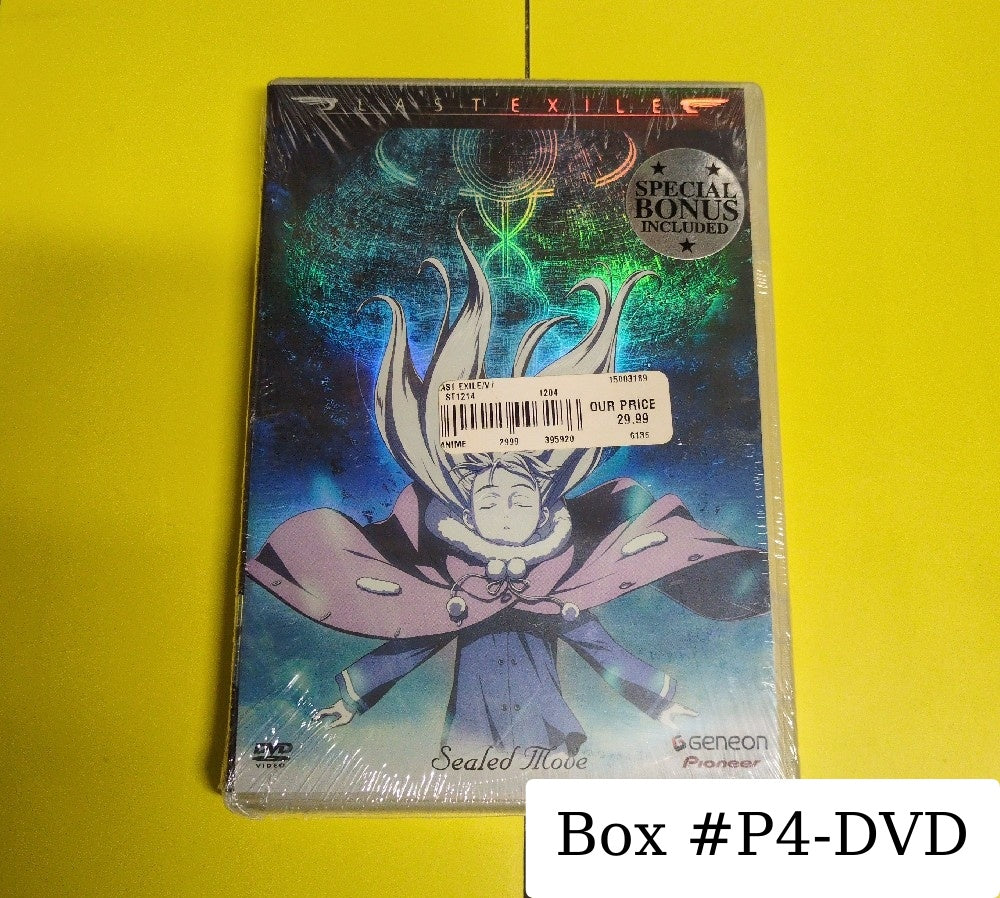 LAST EXILE
SPECIAL
BONUS
INCLUDED
AST EXILE/V7 15003189
ST1214 1204
OUR PRICE
29.99
ANIME 2999 395920 6135
Sealed Move
DVD
VIDEO
GENEON
Pioneer
Box #P4-DVD